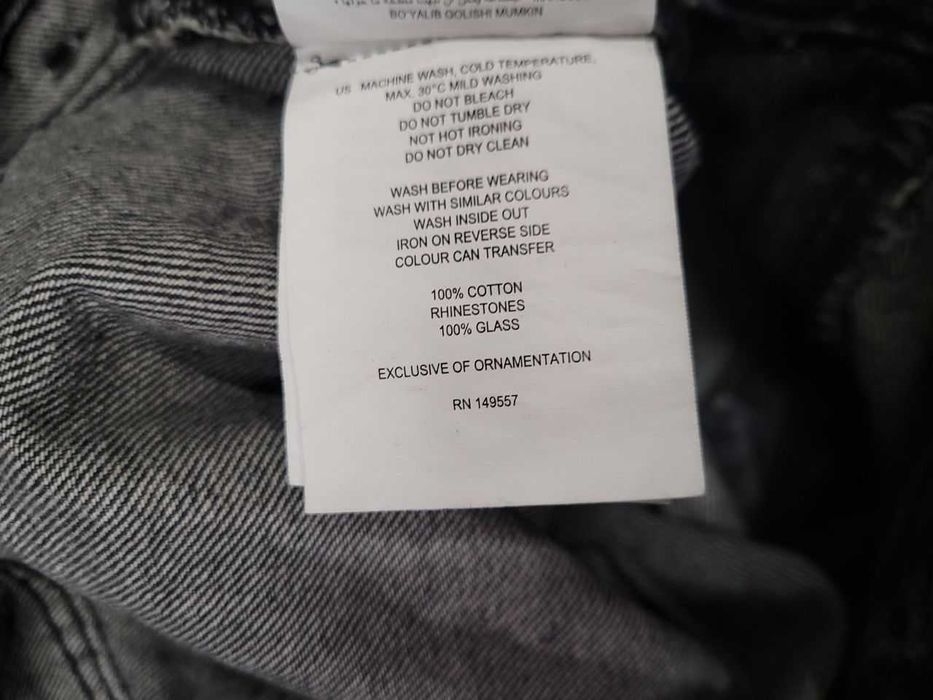 BO'YALIB QOLISHI MUMKIN
US MACHINE WASH, COLD TEMPERATURE,
MAX. 30°C MILD WASHING
DO NOT BLEACH
DO NOT TUMBLE DRY
NOT HOT IRONING
DO NOT DRY CLEAN
WASH BEFORE WEARING
WASH WITH SIMILAR COLOURS
WASH INSIDE OUT
IRON ON REVERSE SIDE
COLOUR CAN TRANSFER
100% COTTON
RHINESTONES
100% GLASS
EXCLUSIVE OF ORNAMENTATION
RN 149557